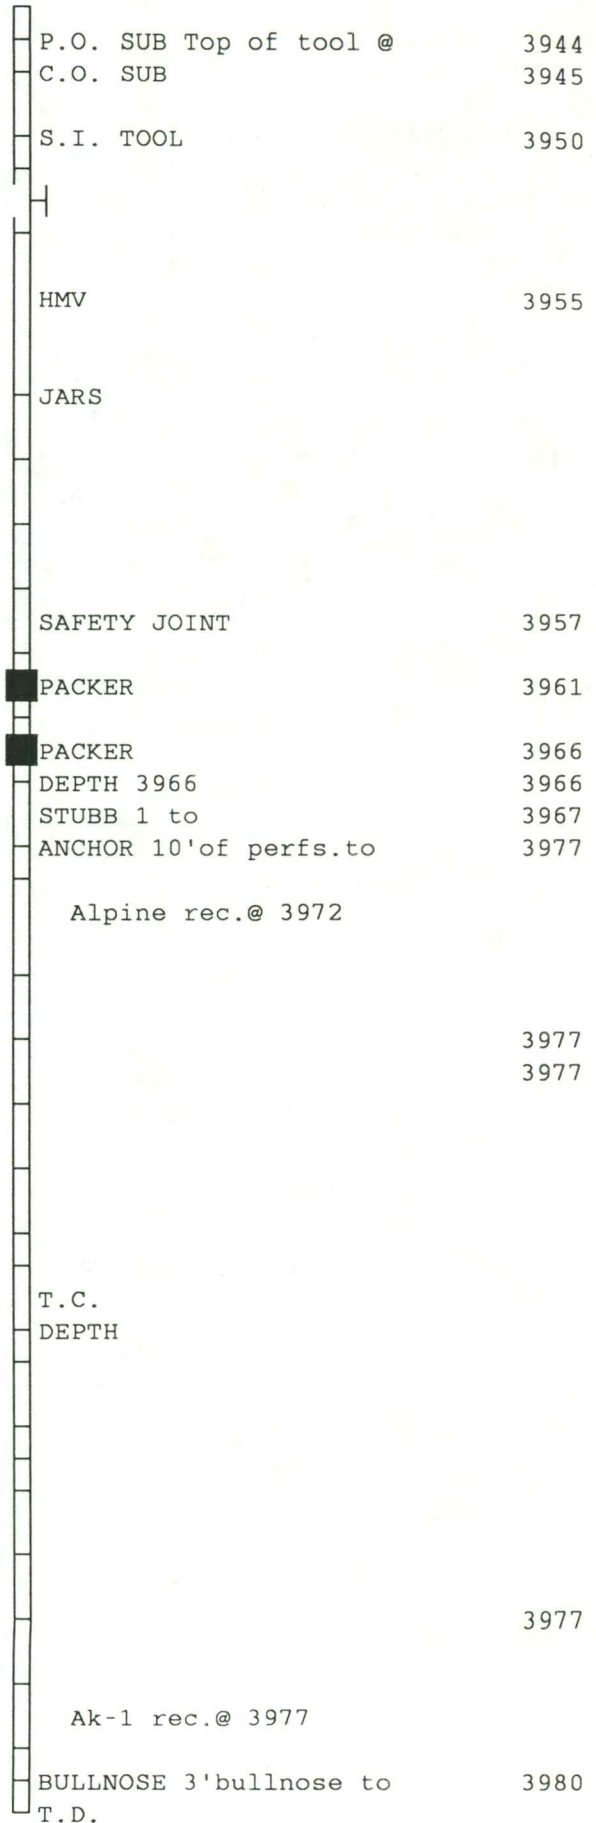 P.O. SUB Top of tool @ 3944
C.O. SUB 3945
S.I. TOOL 3950
HMV 3955
JARS
SAFETY JOINT 3957
PACKER 3961
PACKER 3966
DEPTH 3966 3966
STUBB 1 to 3967
ANCHOR 10'of perfs.to 3977
Alpine rec.@ 3972
3977
3977
T.C.
DEPTH
3977
Ak-1 rec.@ 3977
BULLNOSE 3'bullnose to 3980
T.D.